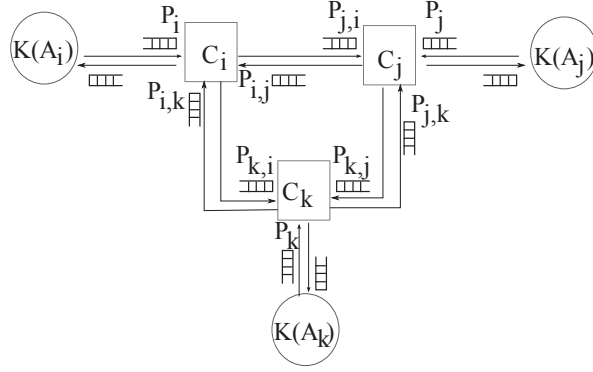 P_i P_{j,i} P_j
K(A_i) C_i C_j K(A_j)
P_{i,k} P_{i,j} P_{j,k}
P_{k,i} P_{k,j}
C_k
P_k
K(A_k)